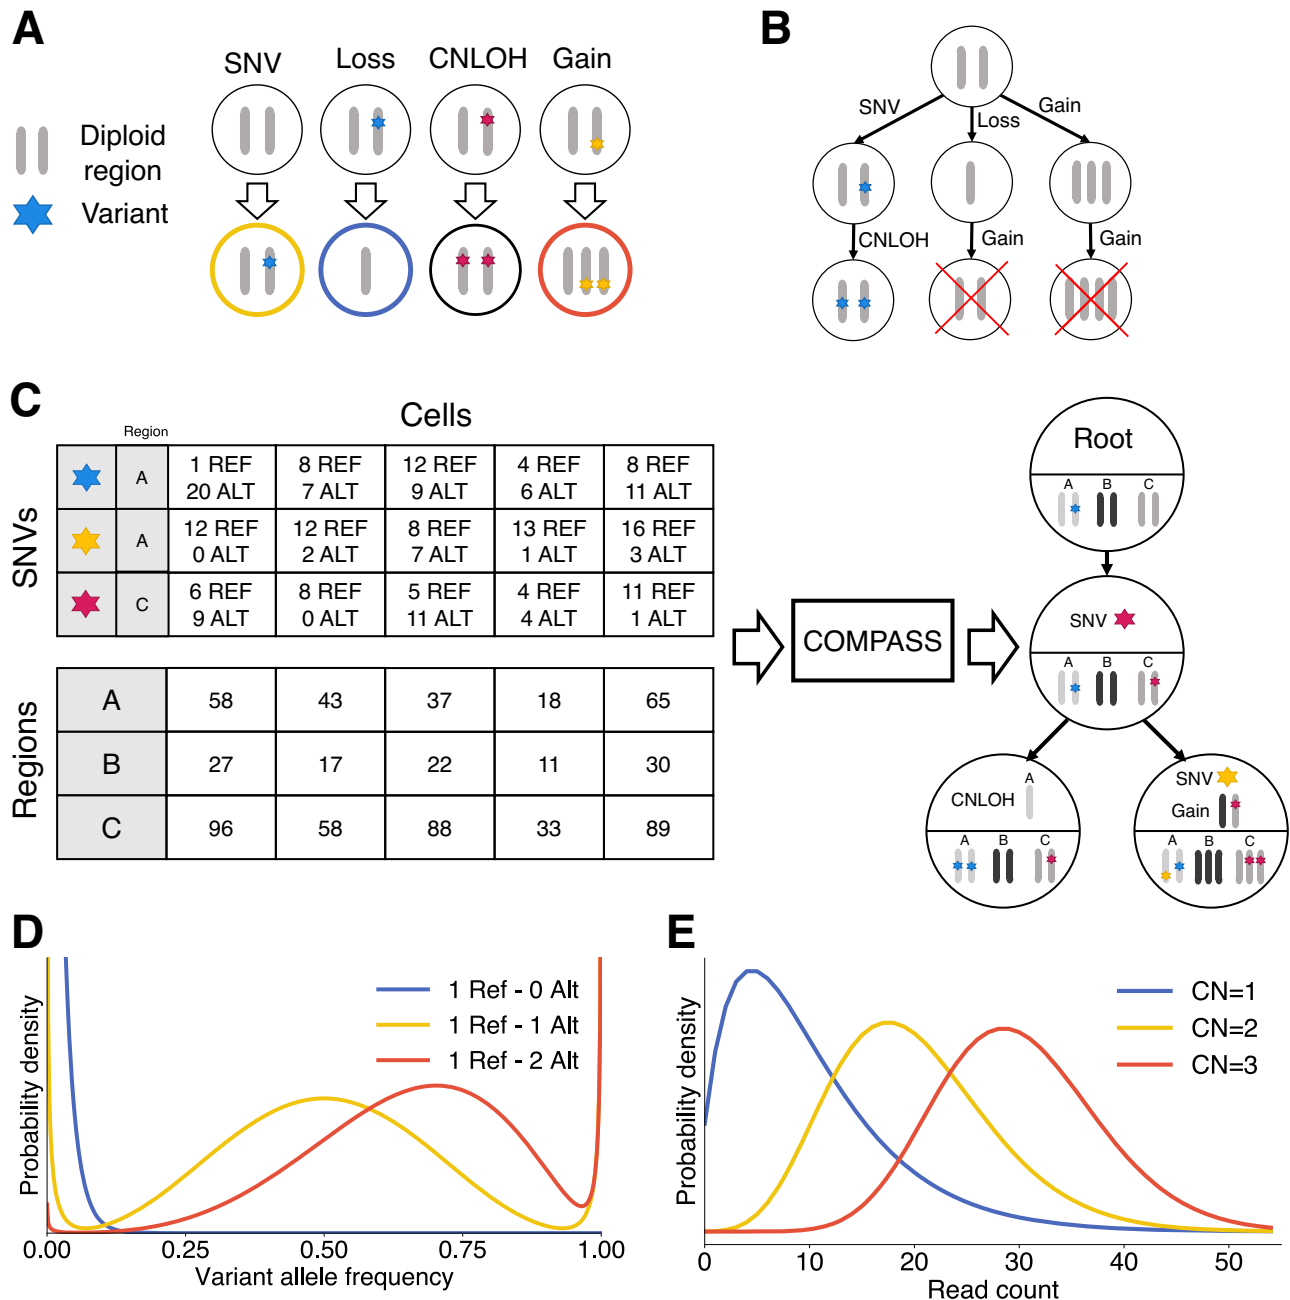 A
SNV
Loss
CNLOH
Gain
Diploid
region
Variant
B
SNV
Loss
Gain
CNLOH
Gain
Gain
C
Cells
Region
SNVs
A
1 REF
20 ALT
8 REF
7 ALT
12 REF
9 ALT
4 REF
6 ALT
8 REF
11 ALT
A
12 REF
0 ALT
12 REF
2 ALT
8 REF
7 ALT
13 REF
1 ALT
16 REF
3 ALT
C
6 REF
9 ALT
8 REF
0 ALT
5 REF
11 ALT
4 REF
4 ALT
11 REF
1 ALT
Regions
A 58 43 37 18 65
B 27 17 22 11 30
C 96 58 88 33 89
COMPASS
Root
A B C
SNV
A B C
A
CNLOH
A B C
SNV
Gain
A B C
D
Probability density
1 Ref - 0 Alt
1 Ref - 1 Alt
1 Ref - 2 Alt
0.00 0.25 0.50 0.75 1.00
Variant allele frequency
E
Probability density
CN=1
CN=2
CN=3
0 10 20 30 40 50
Read count